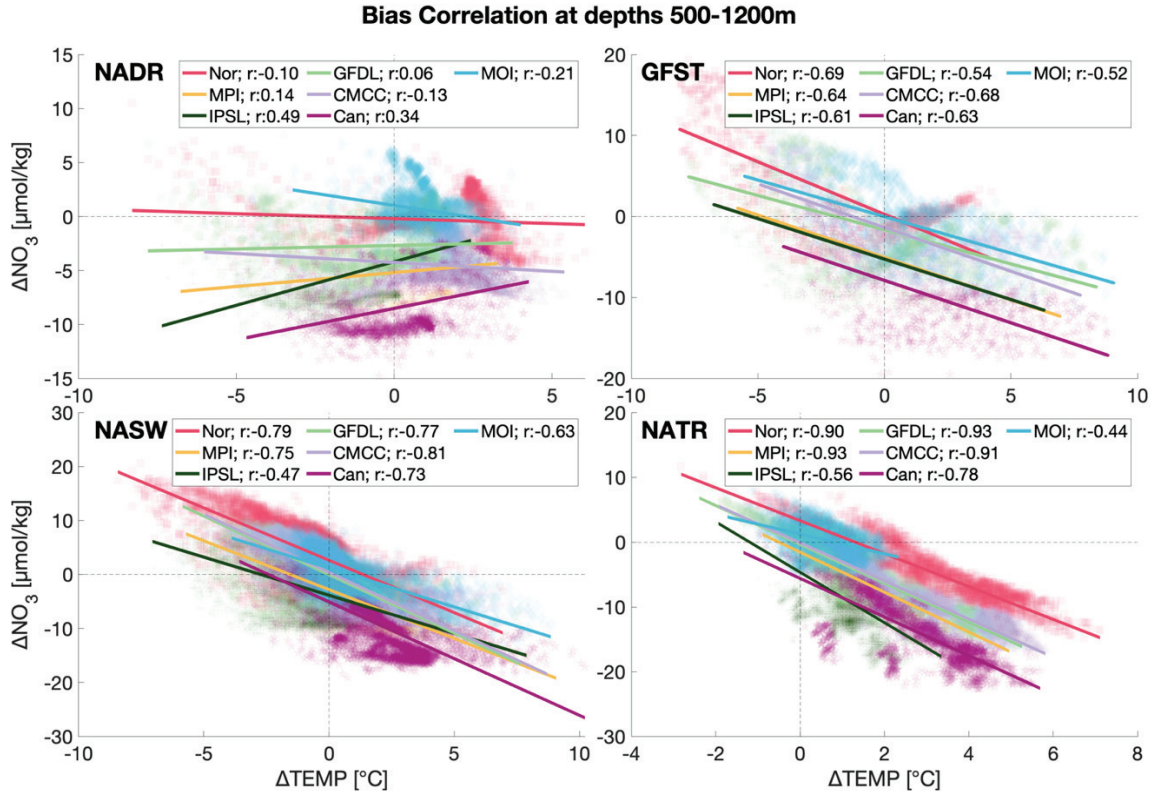 Bias Correlation at depths 500-1200m
NADR
Nor; r:-0.10 GFDL; r:0.06 MOI; r:-0.21
MPI; r:0.14 CMCC; r:-0.13
IPSL; r:0.49 Can; r:0.34
15
10
5
0
-5
-10
-15
ΔNO3 [µmol/kg]
-10 -5 0 5
GFST
Nor; r:-0.69 GFDL; r:-0.54 MOI; r:-0.52
MPI; r:-0.64 CMCC; r:-0.68
IPSL; r:-0.61 Can; r:-0.63
20
10
0
-10
-20
-10 -5 0 5 10
NASW
Nor; r:-0.79 GFDL; r:-0.77 MOI; r:-0.63
MPI; r:-0.75 CMCC; r:-0.81
IPSL; r:-0.47 Can; r:-0.73
30
20
10
0
-10
-20
-30
ΔNO3 [µmol/kg]
-10 -5 0 5 10
ΔTEMP [°C]
NATR
Nor; r:-0.90 GFDL; r:-0.93 MOI; r:-0.44
MPI; r:-0.93 CMCC; r:-0.91
IPSL; r:-0.56 Can; r:-0.78
20
10
0
-10
-20
-30
-4 -2 0 2 4 6 8
ΔTEMP [°C]